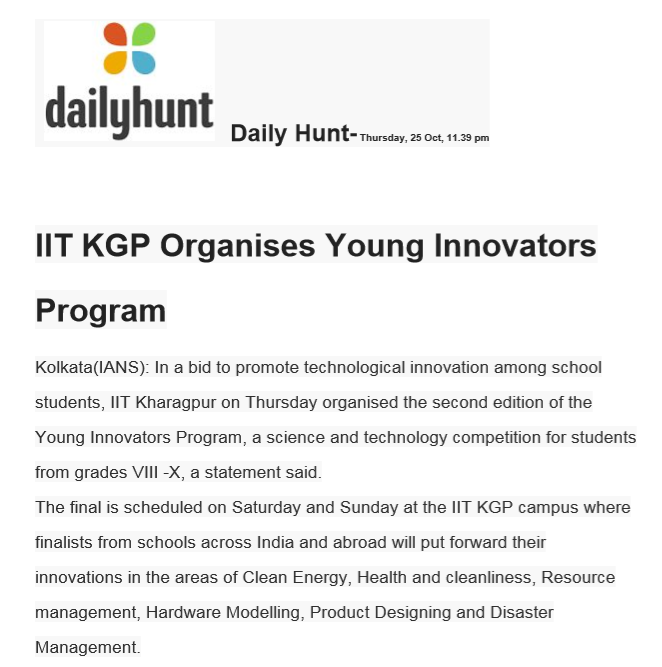 dailyhunt
Daily Hunt- Thursday, 25 Oct, 11.39 pm
IIT KGP Organises Young Innovators
Program
Kolkata(IANS): In a bid to promote technological innovation among school
students, IIT Kharagpur on Thursday organised the second edition of the
Young Innovators Program, a science and technology competition for students
from grades VIII -X, a statement said.
The final is scheduled on Saturday and Sunday at the IIT KGP campus where
finalists from schools across India and abroad will put forward their
innovations in the areas of Clean Energy, Health and cleanliness, Resource
management, Hardware Modelling, Product Designing and Disaster
Management.